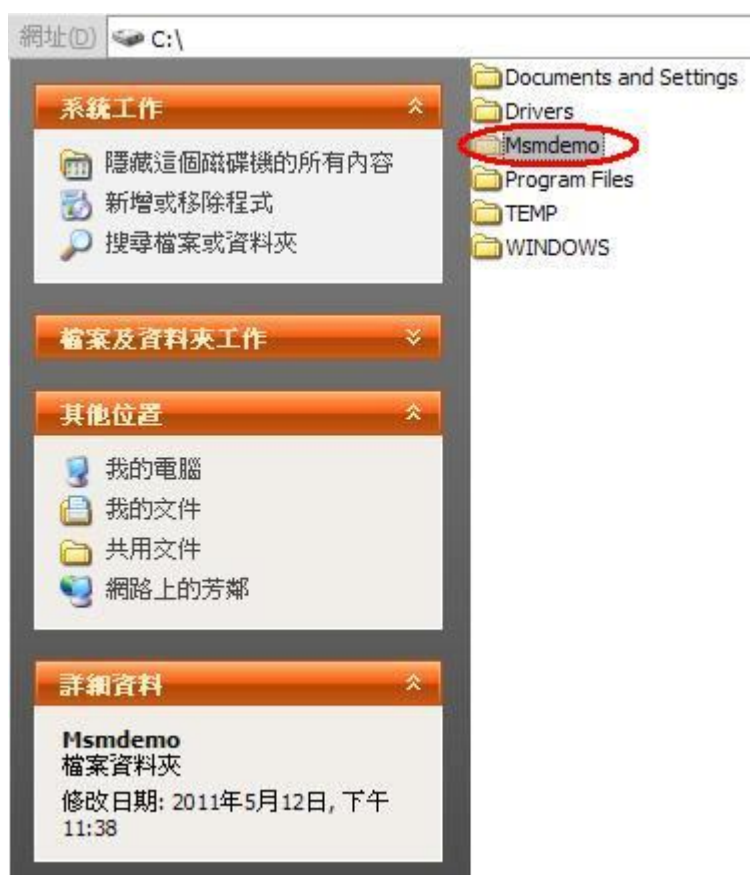 網址(D) C:\
系統工作
隱藏這個磁碟機的所有內容
新增或移除程式
搜尋檔案或資料夾
檔案及資料夾工作
其他位置
我的電腦
我的文件
共用文件
網路上的芳鄰
詳細資料
Msmdemo
檔案資料夾
修改日期: 2011年5月12日, 下午
11:38
Documents and Settings
Drivers
Msmdemo
Program Files
TEMP
WINDOWS